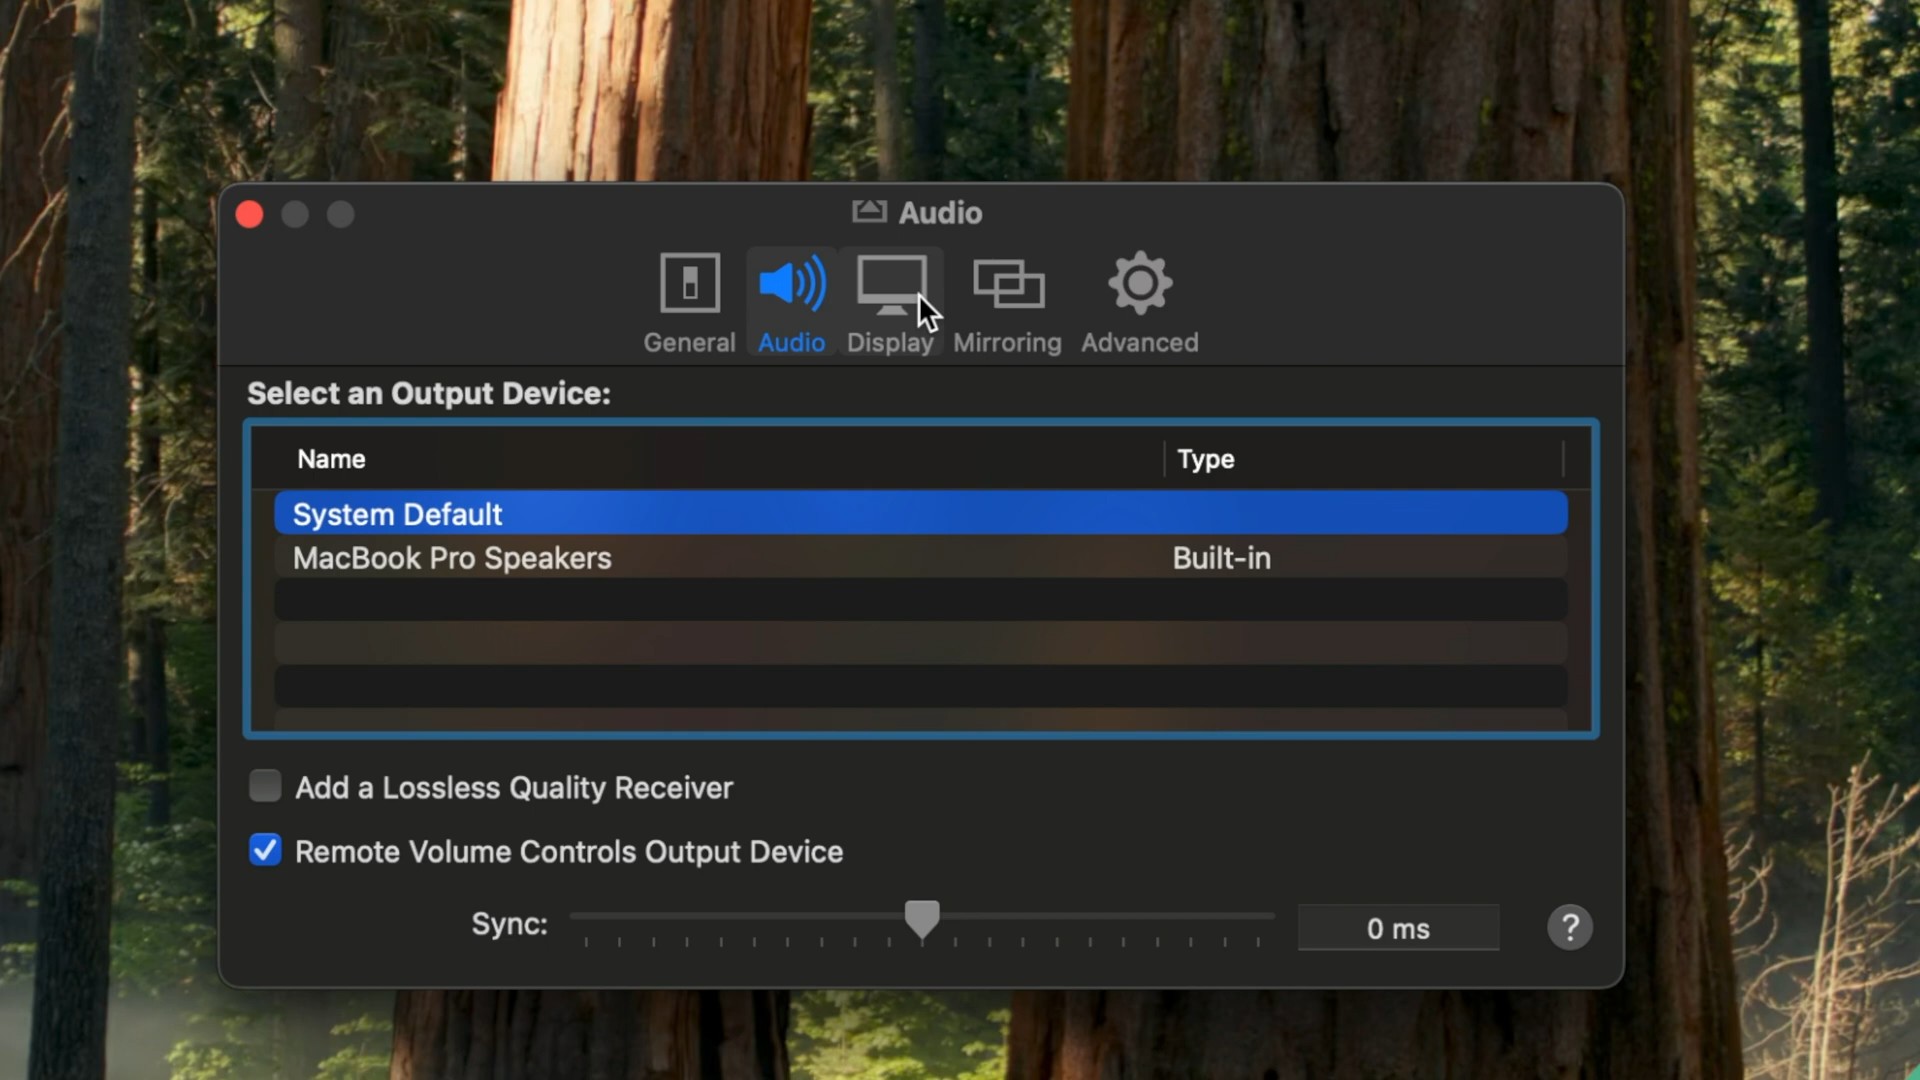 Audio
General
Audio
Display
Mirroring
Advanced
Select an Output Device:
Name
Type
System Default
MacBook Pro Speakers
Built-in
Add a Lossless Quality Receiver
Remote Volume Controls Output Device
Sync:
0 ms
?